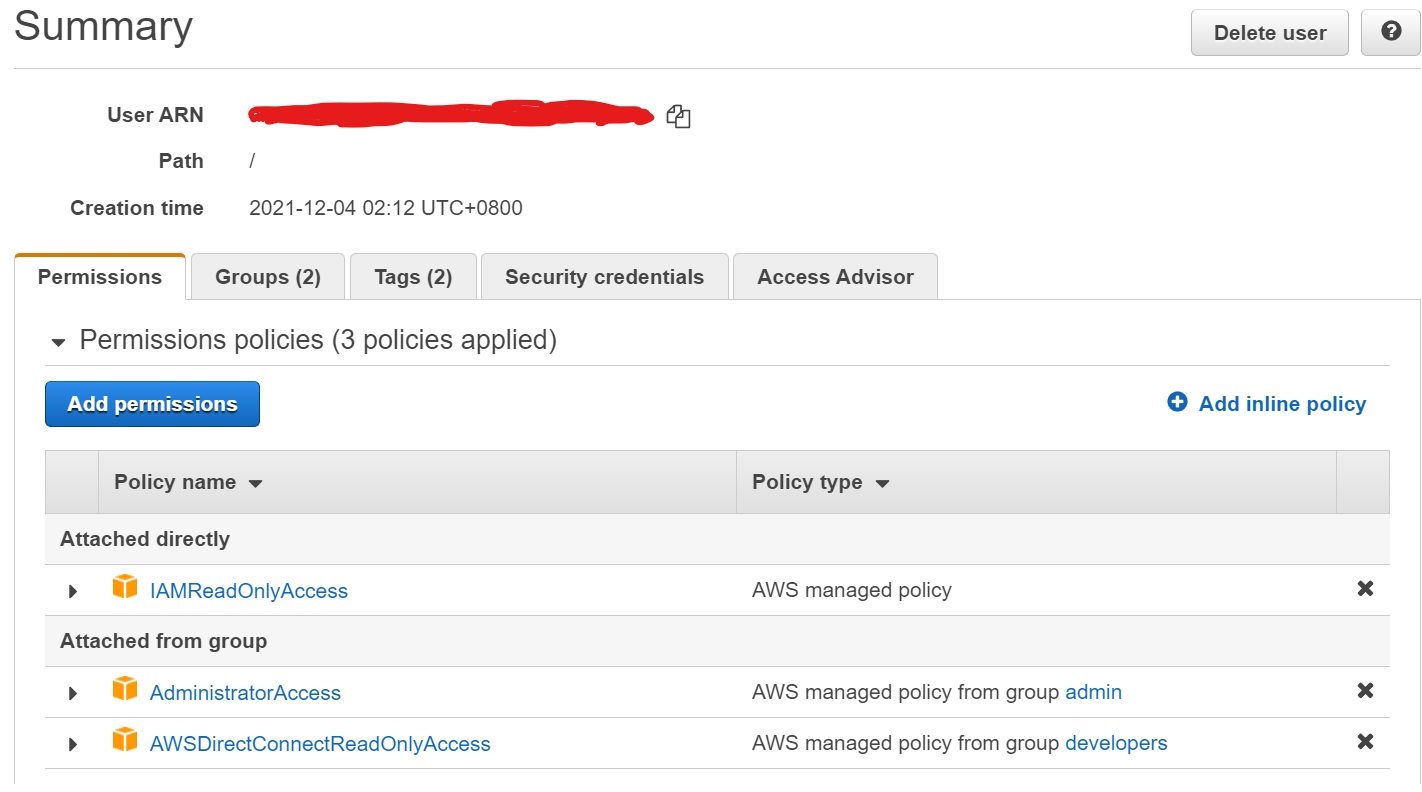 Summary
Delete user
User ARN
Path /
Creation time 2021-12-04 02:12 UTC+0800
Permissions Groups (2) Tags (2) Security credentials Access Advisor
Permissions policies (3 policies applied)
Add permissions Add inline policy
Policy name Policy type
Attached directly
IAMReadOnlyAccess AWS managed policy
Attached from group
AdministratorAccess AWS managed policy from group admin
AWSDirectConnectReadOnlyAccess AWS managed policy from group developers